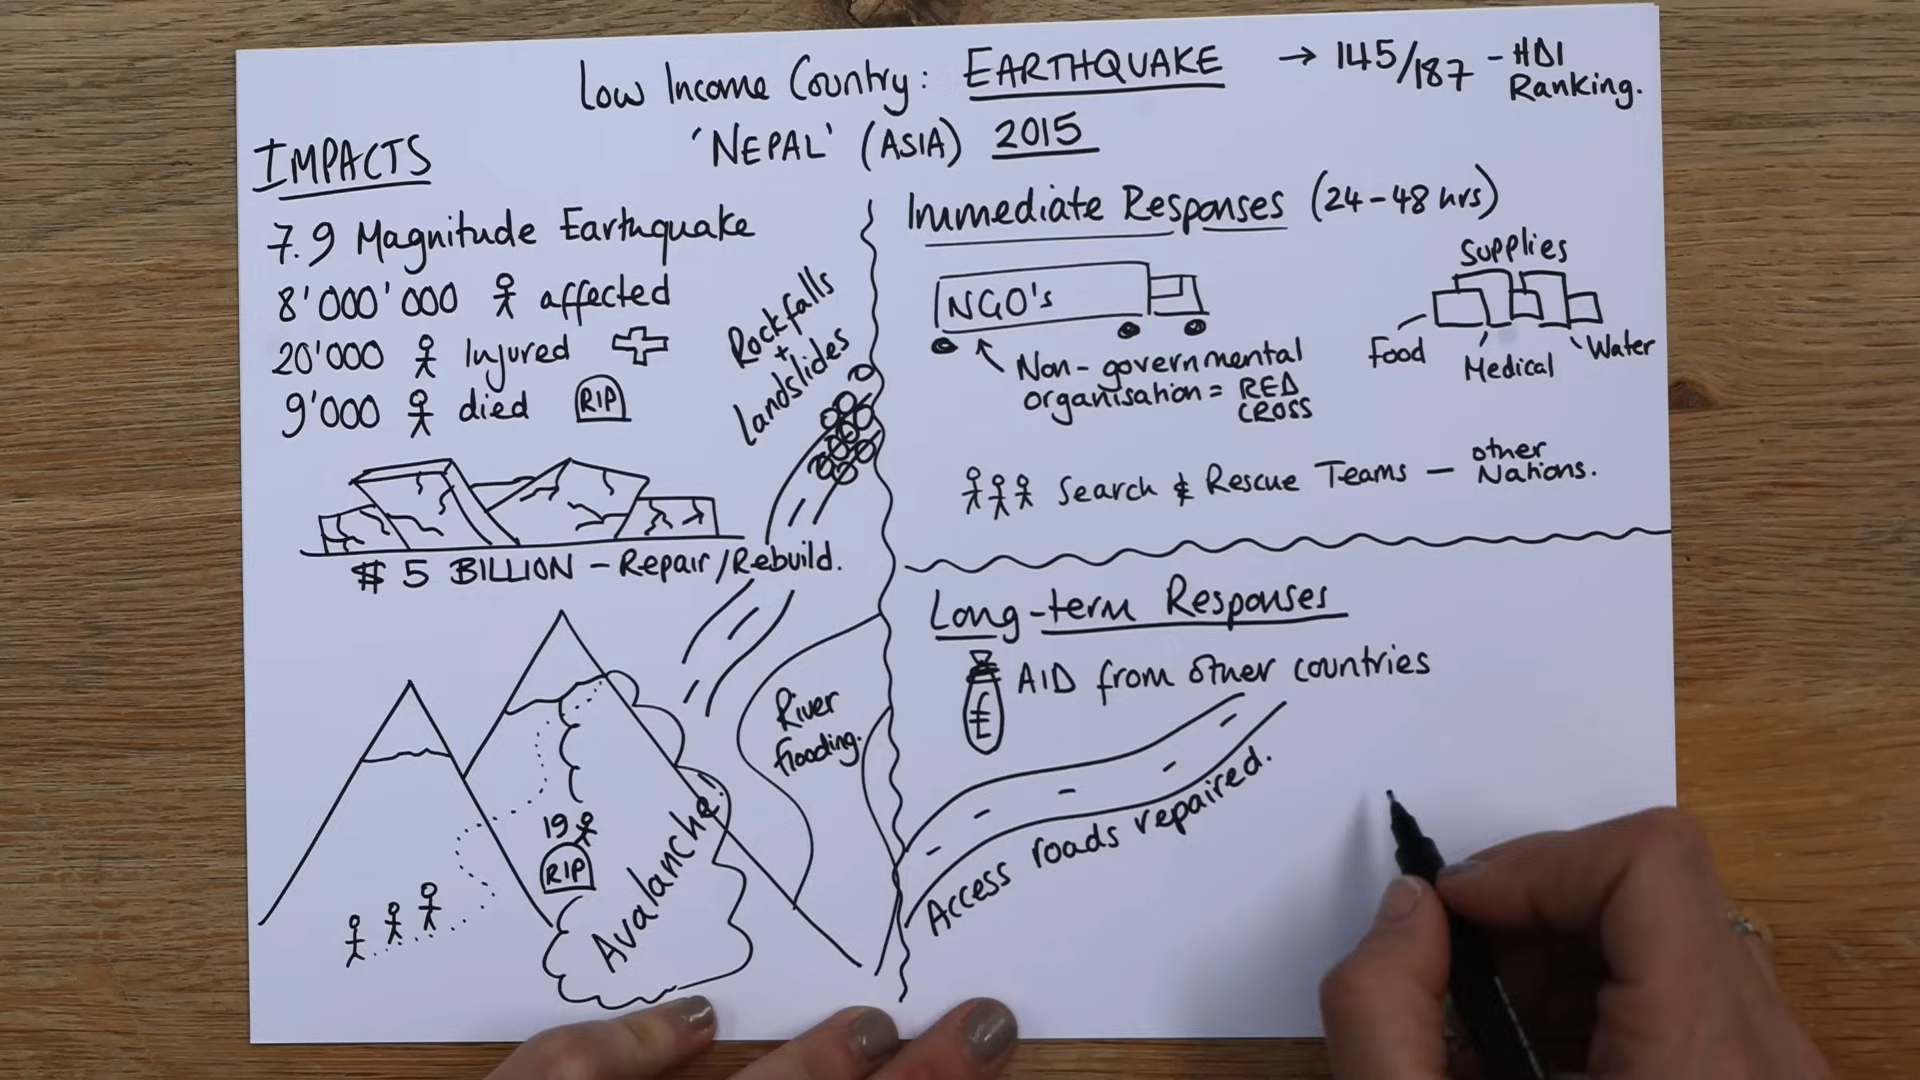 Low Income Country: EARTHQUAKE → 145/187 - HDI Ranking.
'NEPAL' (ASIA) 2015
IMPACTS
7.9 Magnitude Earthquake
8'000'000 affected
20'000 Injured
9'000 died RIP
$ 5 BILLION - Repair/Rebuild.
Rockfalls
+
landslides
River
flooding.
19
RIP
Avalanche!
Immediate Responses (24-48 hrs)
NGO's
Non-governmental
organisation = RED
CROSS
Supplies
Food
Medical
Water
Search & Rescue Teams - other
Nations.
Long-term Responses
£ AID from other countries
Access roads repaired.